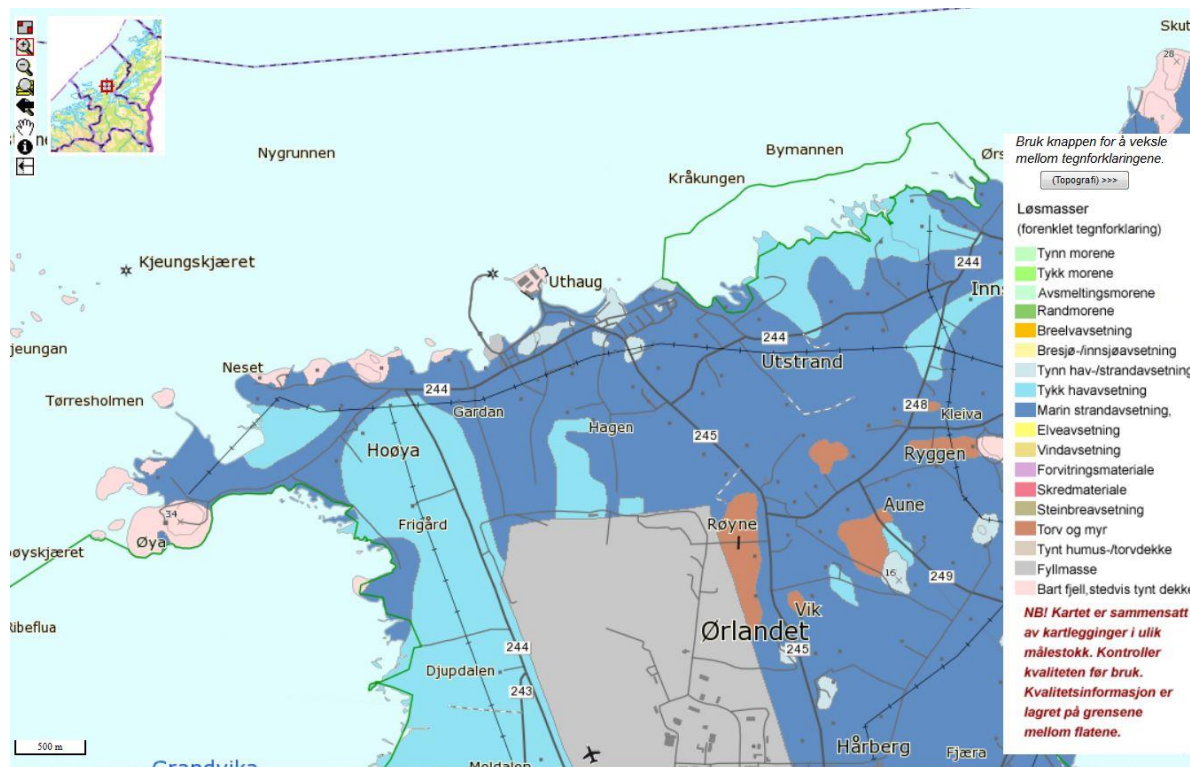 Skut
28
Bymannen
Nygrunnen
Kråkungen
Kjeungskjæret
Uthaug
244
jeungan
Neset
244
Utstrand
Tørresholmen
244
Gardan
248
Kleiva
Hagen
245
Hoøya
Ryggen
34
Frigård
Røyne
Aune
Øya
øyskjæret
16
249
Vik
Ribeflua
Ørlandet
244
245
Djupdalen
243
500 m
Hårberg
Fjæra
Grandvika
Meldalen
Bruk knappen for å veksle
mellom tegnforklaringene.
(Topografi) >>>
Løsmasser
(forenklet tegnforklaring)
Tynn morene
Tykk morene
Avsmeltingsmorene
Randmorene
Breelvavsetning
Bresjø-/innsjøavsetning
Tynn hav-/strandavsetning
Tykk havavsetning
Marin strandavsetning,
Elveavsetning
Vindavsetning
Forvitringsmateriale
Skredmateriale
Steinbreavsetning
Torv og myr
Tynt humus-/torvdekke
Fyllmasse
Bart fjell,stedvis tynt dekke
NB! Kartet er sammensatt
av kartlegginger i ulik
målestokk. Kontroller
kvaliteten før bruk.
Kvalitetsinformasjon er
lagret på grensene
mellom flatene.